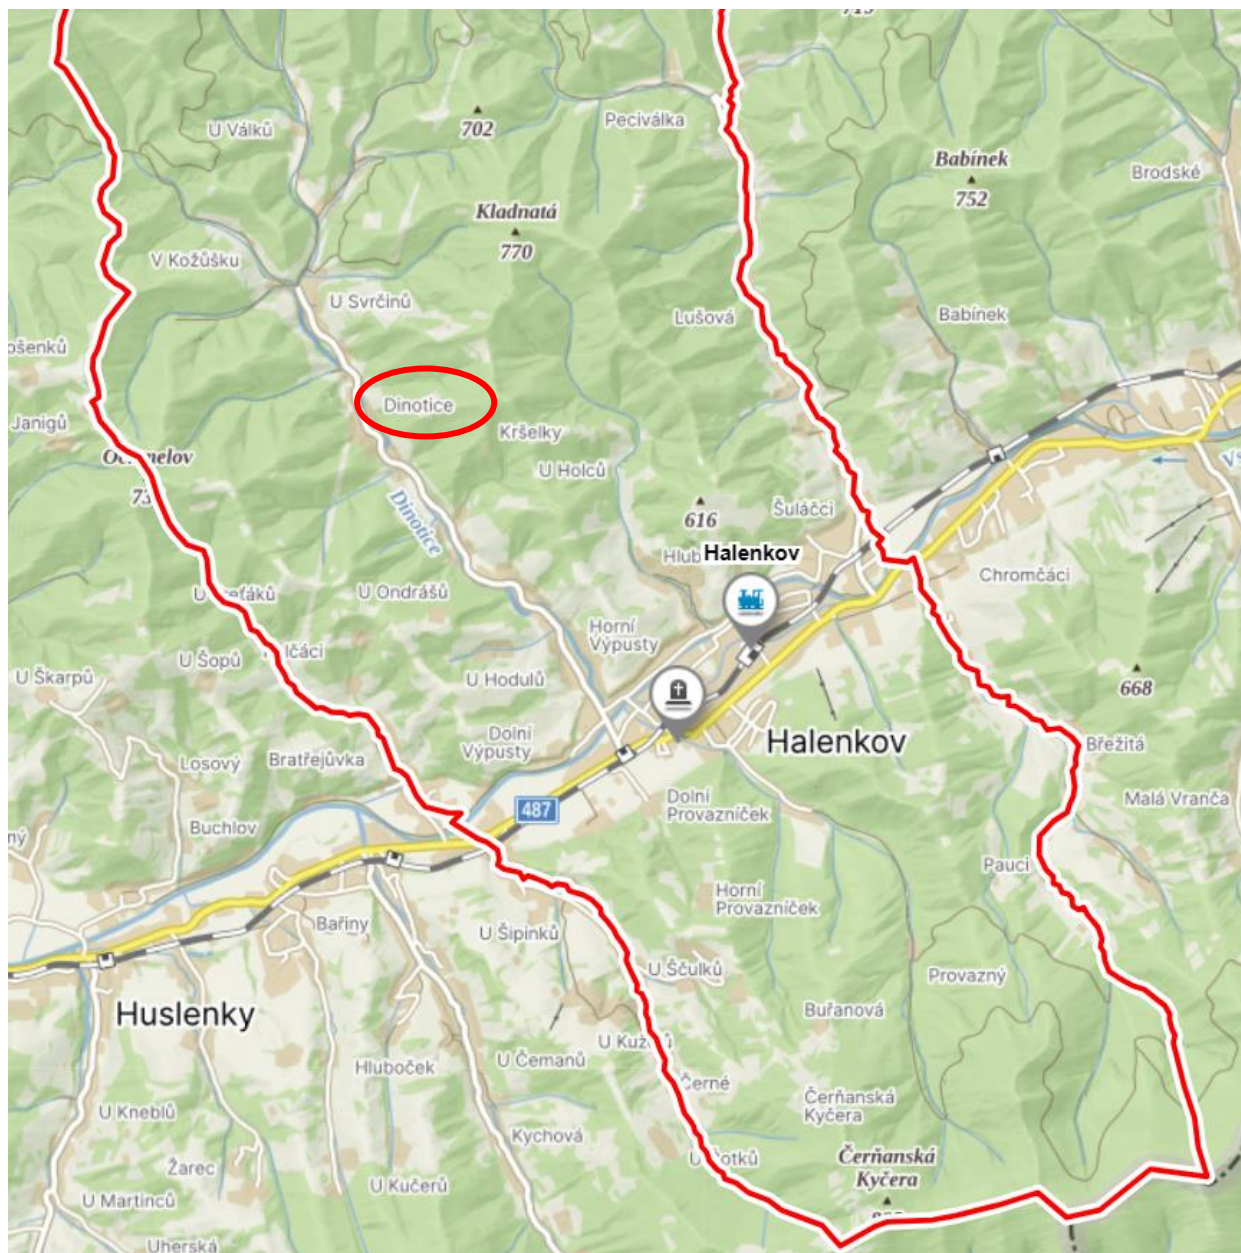 702
Peciválka
U Válků
Babínek
752
Brodské
Kladnatá
770
V Kožůšku
U Svrčinů
Lušová
Babínek
Janigů
Dinotice
Kršelky
U Holců
Dinotice
616
Šuláčci
Halenkov
Chromčáci
U Ondrášů
Horní
Výpusty
U Šopů
U Škarpů
U Hodulů
668
Dolní
Výpusty
Halenkov
Břežitá
Losový
Bratřejůvka
487
Dolní
Provazníček
Malá Vranča
Buchlov
Pauci
Horní
Provazníček
Bařiny
U Šipinků
U Ščulků
Provazný
Huslenky
Buřanová
U Čemanů
Hluboček
Černé
Čerňanská
Kyčera
U Kneblů
Kychová
Čerňanská
Kyčera
Žarec
U Kučerů
U Martinců
Uherská